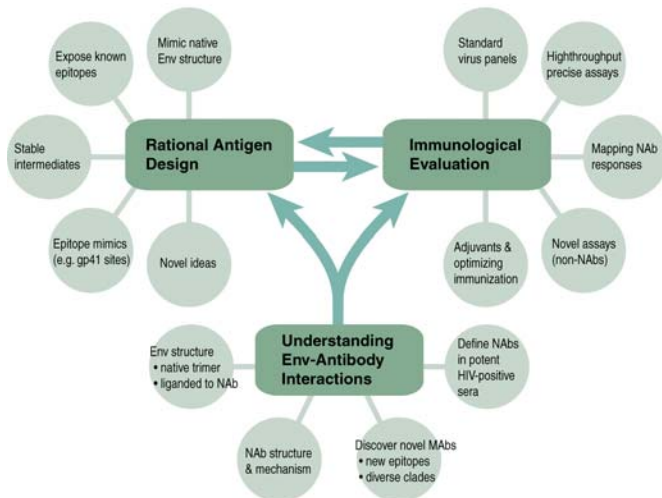 Expose known
epitopes
Mimic native
Env structure
Stable
intermediates
Rational Antigen
Design
Epitope mimics
(e.g. gp41 sites)
Novel ideas
Standard
virus panels
Highthroughput
precise assays
Immunological
Evaluation
Mapping NAb
responses
Adjuvants &
optimizing
immunization
Novel assays
(non-NAbs)
Understanding
Env-Antibody
Interactions
Env structure
• native trimer
• liganded to NAb
Define NAbs
in potent
HIV-positive
sera
NAb structure
& mechanism
Discover novel MAbs
• new epitopes
• diverse clades